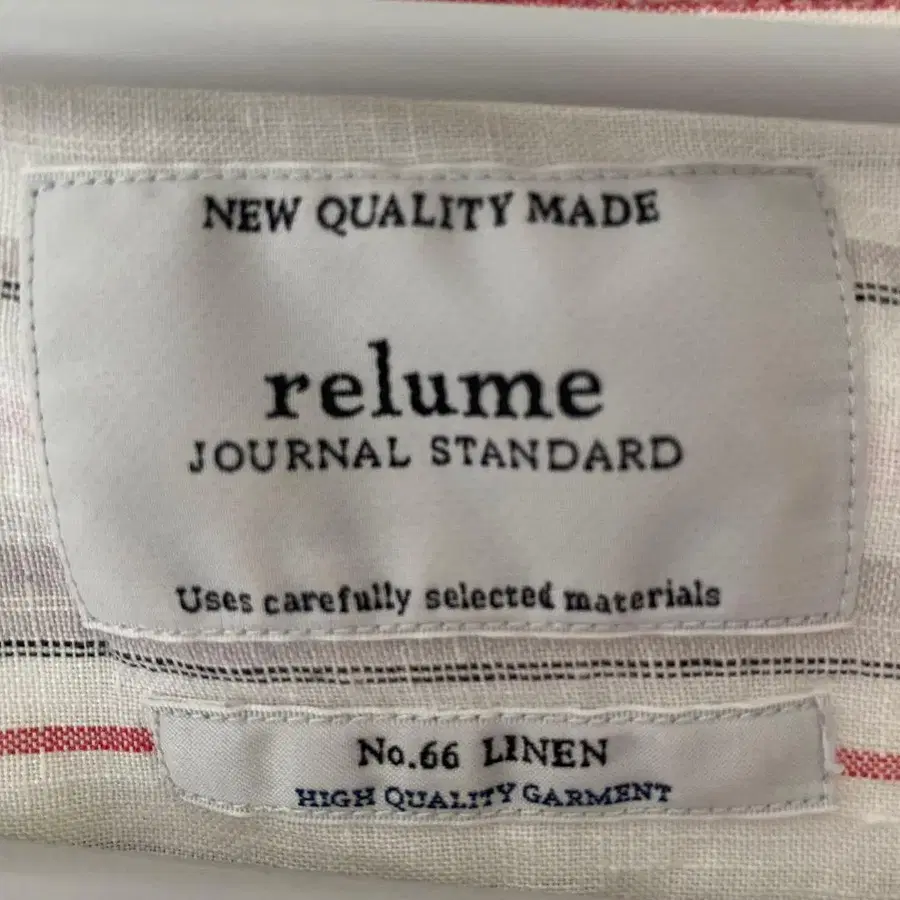 NEW QUALITY MADE
relume
JOURNAL STANDARD
Uses carefully selected materials
No.66 LINEN
HIGH QUALITY GARMENT